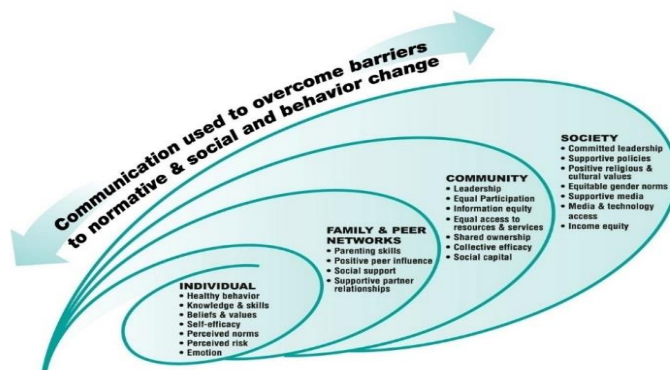 Communication used to overcome barriers
to normative & social and behavior change
INDIVIDUAL
• Healthy behavior
• Knowledge & skills
• Beliefs & values
• Self-efficacy
• Perceived norms
• Perceived risk
• Emotion
FAMILY & PEER
NETWORKS
• Parenting skills
• Positive peer influence
• Social support
• Supportive partner
relationships
COMMUNITY
• Leadership
• Equal Participation
• Information equity
• Equal access to
resources & services
• Shared ownership
• Collective efficacy
• Social capital
SOCIETY
• Committed leadership
• Supportive policies
• Positive religious &
cultural values
• Equitable gender norms
• Supportive media
• Media & technology
access
• Income equity